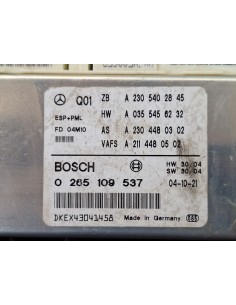 Q01 ZB A 230 540 28 45
HW A 035 545 62 32
ESP+PML
FD 04M10 AS A 230 448 03 02
VAFS A 211 448 05 02
BOSCH HW 30/04
SW 30/04
0 265 109 537 04-10-21
Made in Germany
DKEX43041458